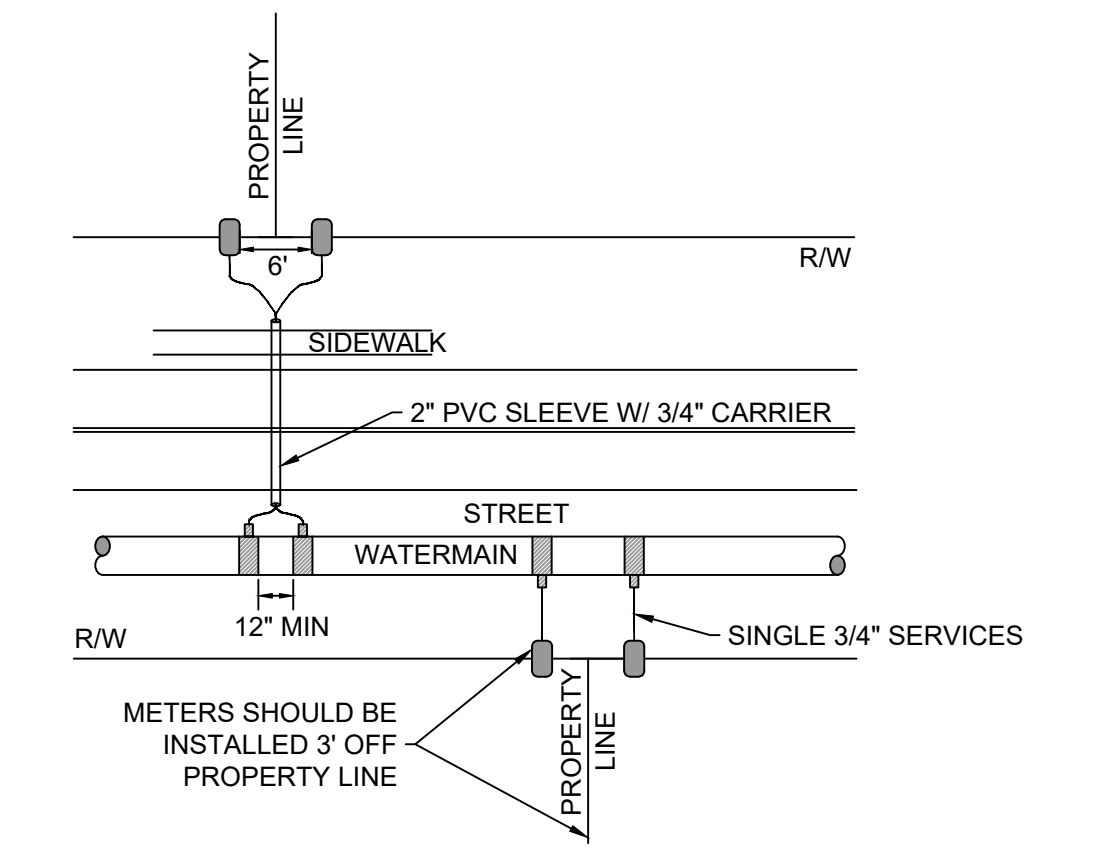 PROPERTY
LINE
R/W
6'
SIDEWALK
2" PVC SLEEVE W/ 3/4" CARRIER
STREET
WATERMAIN
12" MIN
R/W
SINGLE 3/4" SERVICES
METERS SHOULD BE
INSTALLED 3' OFF
PROPERTY LINE
PROPERTY
LINE